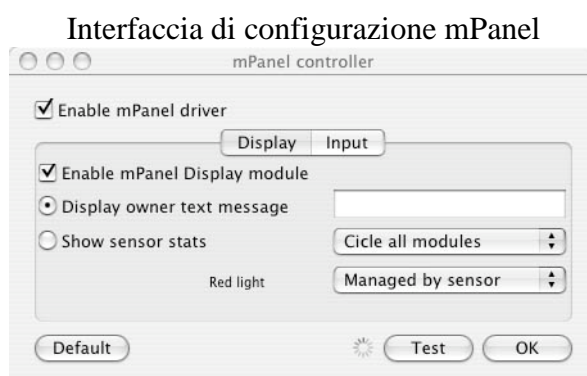 Interfaccia di configurazione mPanel
mPanel controller
Enable mPanel driver
Display Input
Enable mPanel Display module
Display owner text message
Show sensor stats Cicle all modules
Red light Managed by sensor
Default Test OK